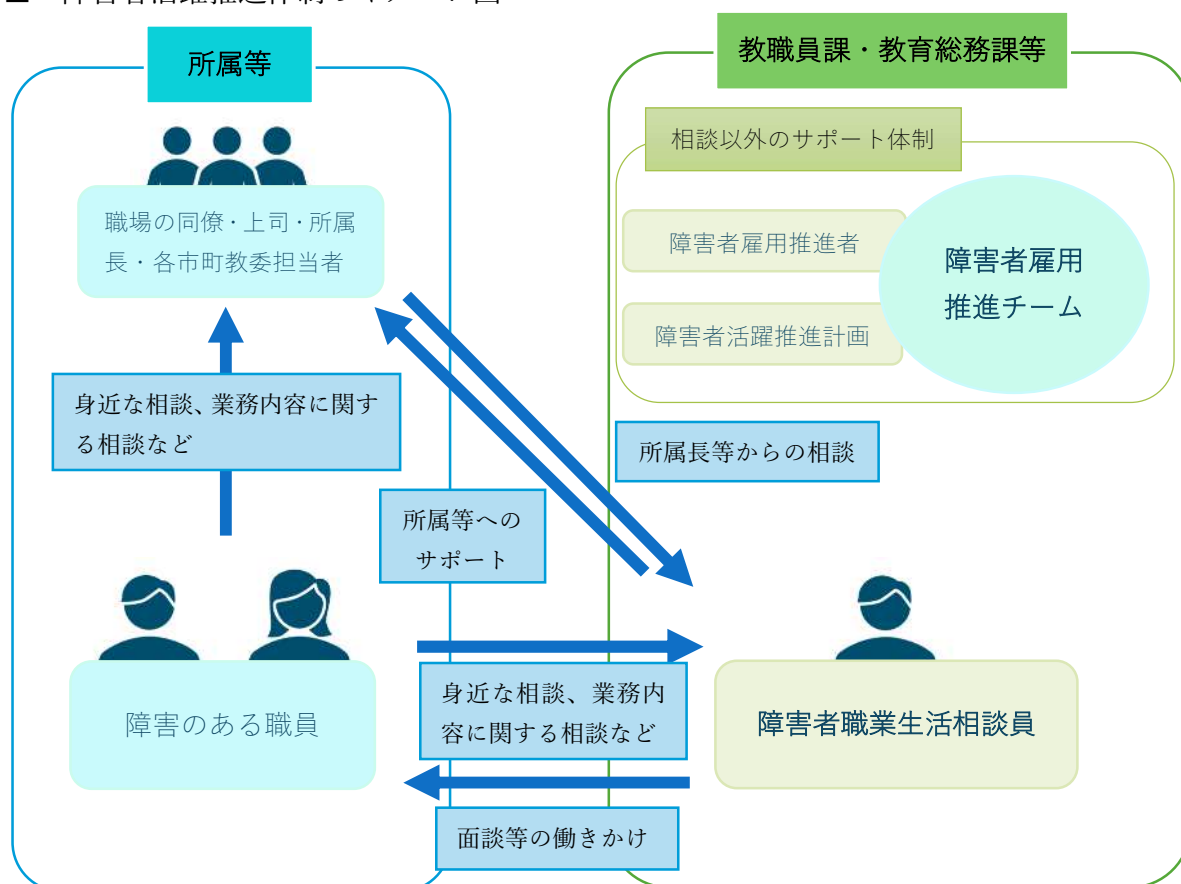 所属等
教職員課・教育総務課等
相談以外のサポート体制
職場の同僚・上司・所属
長・各市町教委担当者
障害者雇用推進者
障害者活躍推進計画
障害者雇用
推進チーム
身近な相談、業務内容に関す
る相談など
所属長等からの相談
所属等への
サポート
障害のある職員
身近な相談、業務内
容に関する相談など
障害者職業生活相談員
面談等の働きかけ